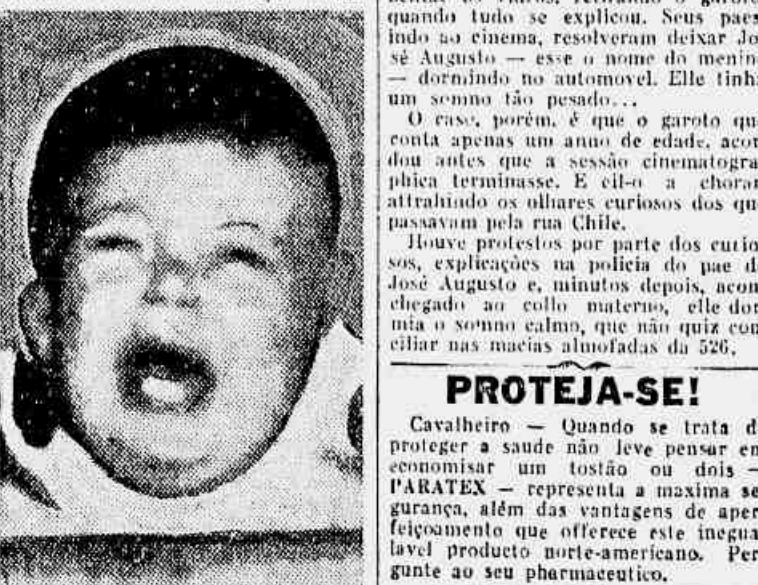 quando tudo se explicou. Seus paes
indo ao cinema, resolveram deixar Jo
sé Augusto — esse o nome do menin
— dormindo no automovel. Elle tinh
um somno tão pesado...
O caso, porém, é que o garoto qu
conta apenas um anno de edade, acor
dou antes que a sessão cinematogra
phica terminasse. E eil-o a chorar
attrahindo os olhares curiosos dos qu
passavam pela rua Chile.
Houve protestos por parte dos curio
sos, explicações na policia do pae d
José Augusto e, minutos depois, acon
chegado ao collo materno, elle dor
mia o somno calmo, que não quiz con
ciliar nas macias almofadas da 526.
PROTEJA-SE!
Cavalheiro — Quando se trata d
proteger a saude não leve pensar en
economisar um tostão ou dois —
PARATEX — representa a maxima se
gurança, além das vantagens de aper
feiçoamento que offerece este inegua
lavel producto norte-americano. Per
gunte ao seu pharmaceutico.